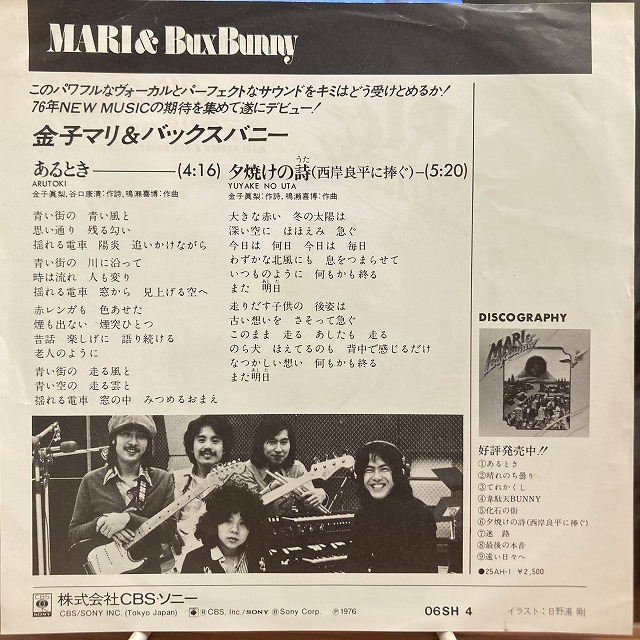 MARI & BuxBunny
このパワフルなヴォーカルとパーフェクトなサウンドをキミはどう受けとめるか!
76年NEW MUSICの期待を集めて遂にデビュー!
金子マリ&バックスバニー
あるとき——(4:16)
ARUTOKI
金子眞梨、谷口康清:作詩、鳴瀬喜博:作曲
青い街の 青い風と
思い通り 残る匂い
揺れる電車 陽炎 追いかけながら
青い街の 川に沿って
時は流れ 人も変り
揺れる電車 窓から 見上げる空へ
赤レンガも 色あせた
煙も出ない 煙突ひとつ
昔話 楽しげに 語り続ける
老人のように
青い街の 走る風と
青い空の 走る雲と
揺れる電車 窓の中 みつめるおまえ
うた
夕焼けの詩(西岸良平に捧ぐ)—(5:20)
YUYAKE NO UTA
金子眞梨:作詩、鳴瀬喜博:作曲
大きな赤い 冬の太陽は
深い空に ほほえみ 急ぐ
今日は 何日 今日は 毎日
わずかな北風にも 息をつまらせて
いつものように 何もかも終る
あした
また 明日
走りだす子供の 後姿は
古い想いを さそって急ぐ
このまま 走る あしたも 走る
のら犬 ほえてるのも 背中で感じるだけ
なつかしい想い 何もかも終る
あした
また明日
DISCOGRAPHY
MARI &
BUX BUNNY
好評発売中!!
①あるとき
②晴れのち曇り
③てれかくし
④韋駄天BUNNY
⑤化石の街
⑥夕焼けの詩(西岸良平に捧ぐ)
⑦迷路
⑧最後の本音
⑨遠い日々へ
●25AH-1 ¥2,500
CBS
SONY
株式会社CBS・ソニー
CBS/SONY INC. (Tokyo Japan)
® CBS, Inc./SONY ® Sony Corp. ℗1976
06SH 4
イラスト:日野浦 剛